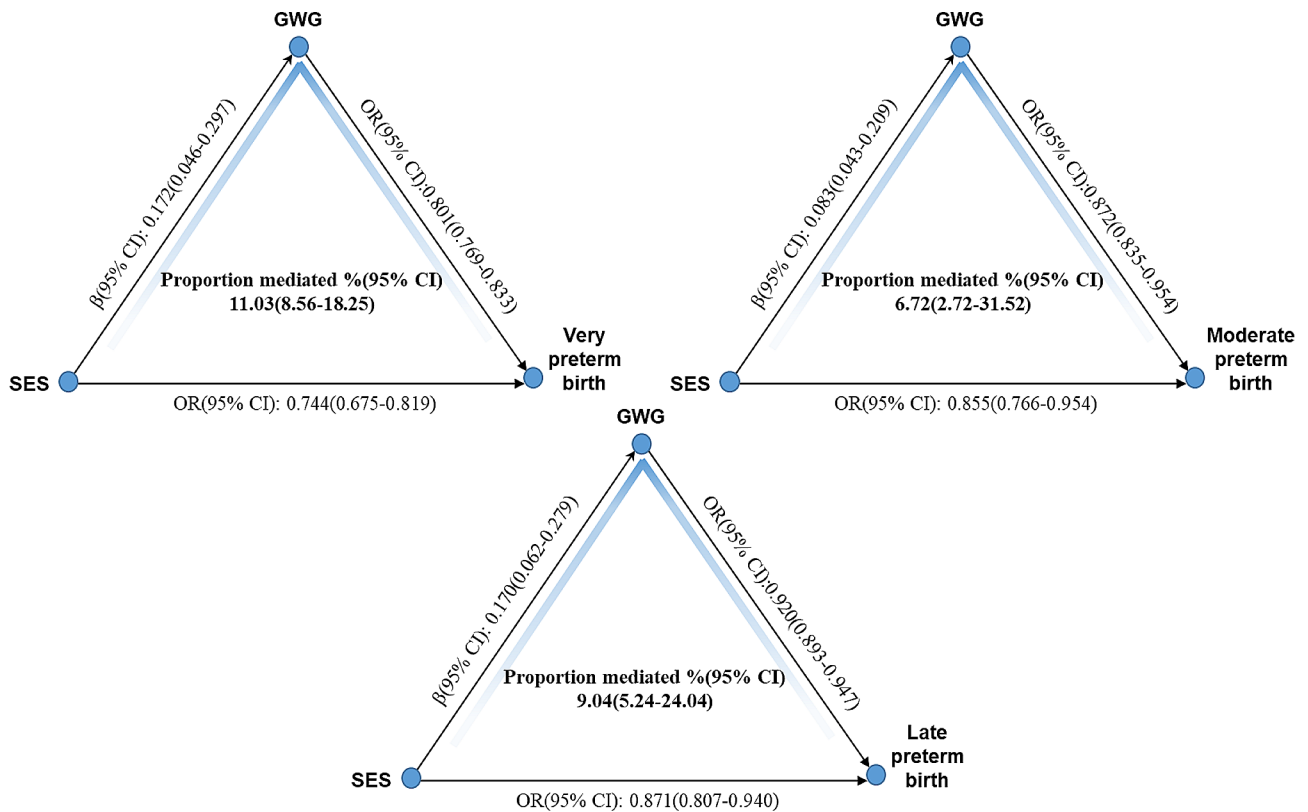 GWG
β(95% CI): 0.172(0.046-0.297)
OR(95% CI):0.801(0.769-0.833)
Proportion mediated %(95% CI)
11.03(8.56-18.25)
SES
Very
preterm
birth
OR(95% CI): 0.744(0.675-0.819)
GWG
β(95% CI): 0.083(0.043-0.209)
OR(95% CI):0.872(0.835-0.954)
Proportion mediated %(95% CI)
6.72(2.72-31.52)
SES
Moderate
preterm
birth
OR(95% CI): 0.855(0.766-0.954)
GWG
β(95% CI): 0.170(0.062-0.279)
OR(95% CI):0.920(0.893-0.947)
Proportion mediated %(95% CI)
9.04(5.24-24.04)
SES
Late
preterm
birth
OR(95% CI): 0.871(0.807-0.940)